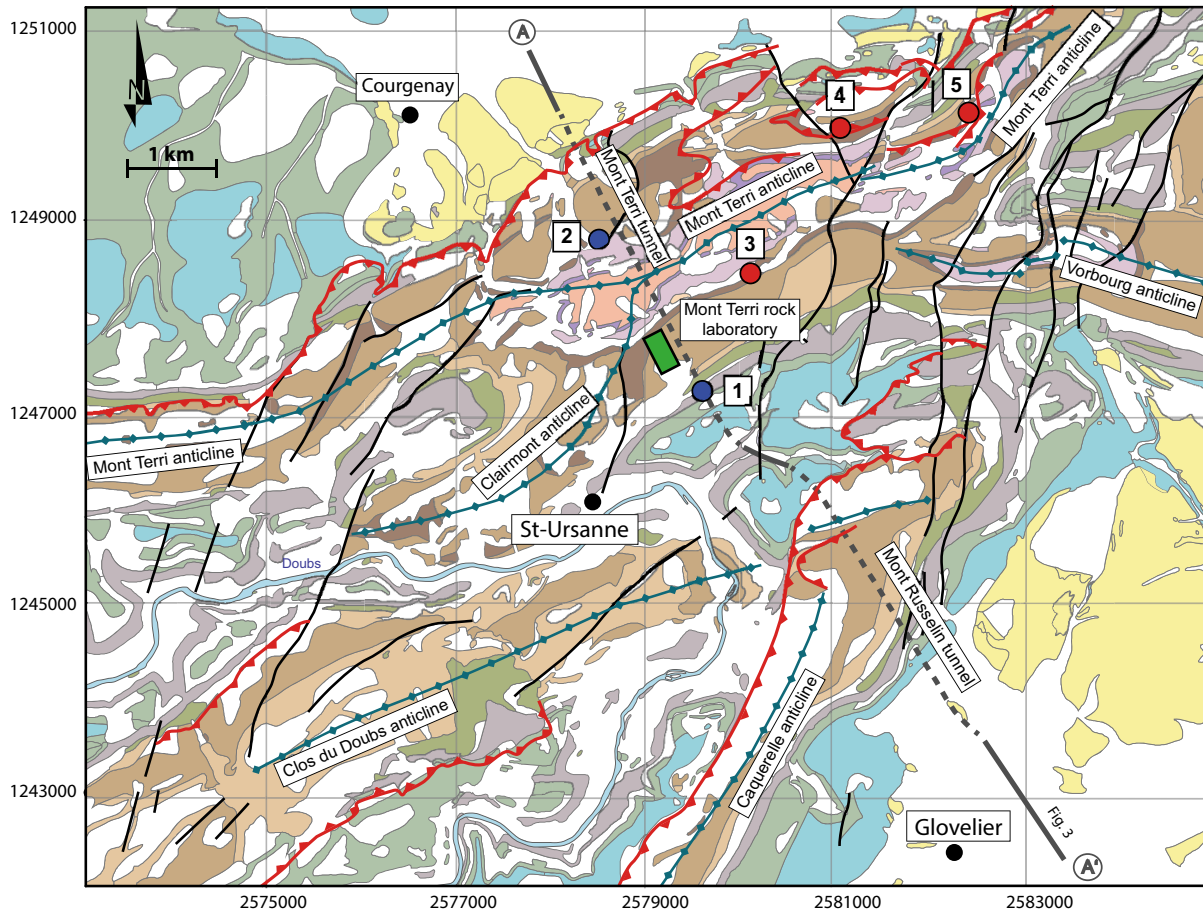 1251000
A
Courgenay
N
1 km
4
5
Mont Terri anticline
Mont Terri tunnel
Mont Terri anticline
1249000
2
3
Vorbourg anticline
Mont Terri rock
laboratory
1
1247000
Mont Terri anticline
Clairmont anticline
St-Ursanne
Doubs
Mont Russelin tunnel
1245000
Clos du Doubs anticline
Caquerelle anticline
1243000
Glovelier
Fig. 3
A'
2575000
2577000
2579000
2581000
2583000